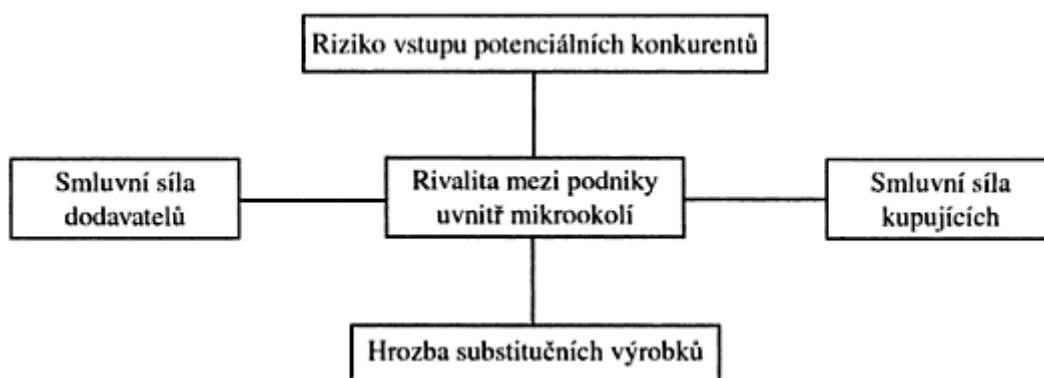 Riziko vstupu potenciálních konkurentů
Smluvní síla
dodavatelů
Rivalita mezi podniky
uvnitř mikrookolí
Smluvní síla
kupujících
Hrozba substitučních výrobků